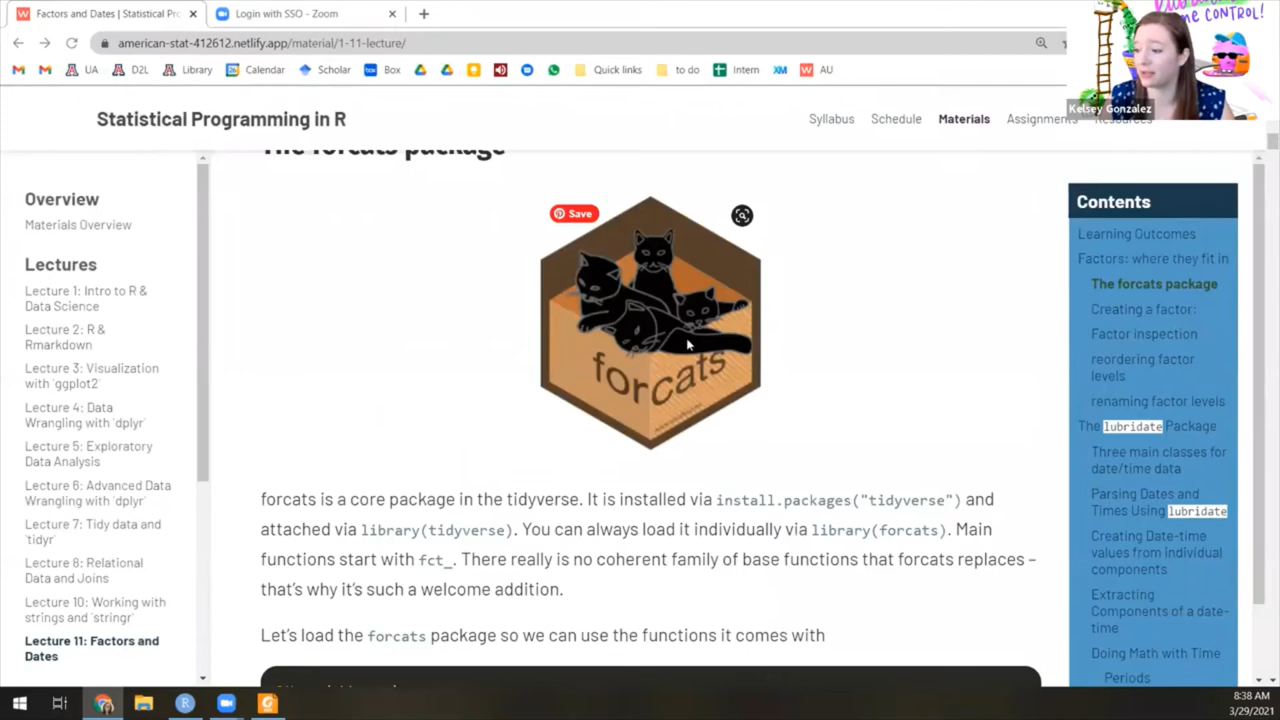 Factors and Dates | Statistical Pro
Login with SSO - Zoom
american-stat-412612.netlify.app/material/1-11-lecture/
UA
D2L
Library
Calendar
Scholar
Box
Quick links
to do
Intern
XM
AU
ME CONTROL!
Kelsey Gonzalez
Statistical Programming in R
Syllabus
Schedule
Materials
Assignments
Resources
The forcats package
Overview
Materials Overview
Lectures
Lecture 1: Intro to R &
Data Science
Lecture 2: R &
Rmarkdown
Lecture 3: Visualization
with `ggplot2`
Lecture 4: Data
Wrangling with `dplyr`
Lecture 5: Exploratory
Data Analysis
Lecture 6: Advanced Data
Wrangling with `dplyr`
Lecture 7: Tidy data and
`tidyr`
Lecture 8: Relational
Data and Joins
Lecture 10: Working with
strings and `stringr`
Lecture 11: Factors and
Dates
Save
forcats
forcats is a core package in the tidyverse. It is installed via install.packages("tidyverse") and
attached via library(tidyverse). You can always load it individually via library(forcats). Main
functions start with fct_. There really is no coherent family of base functions that forcats replaces –
that's why it's such a welcome addition.
Let's load the forcats package so we can use the functions it comes with
Contents
Learning Outcomes
Factors: where they fit in
The forcats package
Creating a factor:
Factor inspection
reordering factor
levels
renaming factor levels
The lubridate Package
Three main classes for
date/time data
Parsing Dates and
Times Using lubridate
Creating Date-time
values from individual
components
Extracting
Components of a date-
time
Doing Math with Time
Periods
8:38 AM
3/29/2021